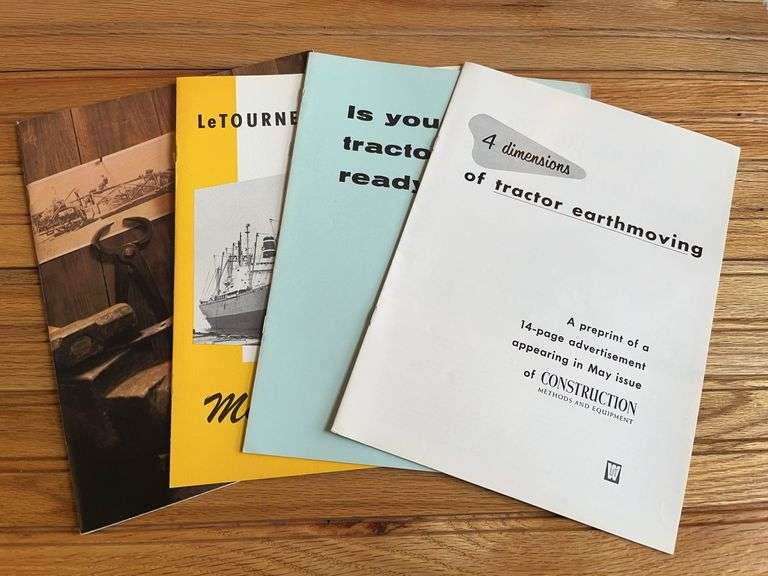 LeTOURNE
Is you
tracto
ready
4 dimensions
of tractor earthmoving
A preprint of a
14-page advertisement
appearing in May issue
of CONSTRUCTION
METHODS AND EQUIPMENT
W